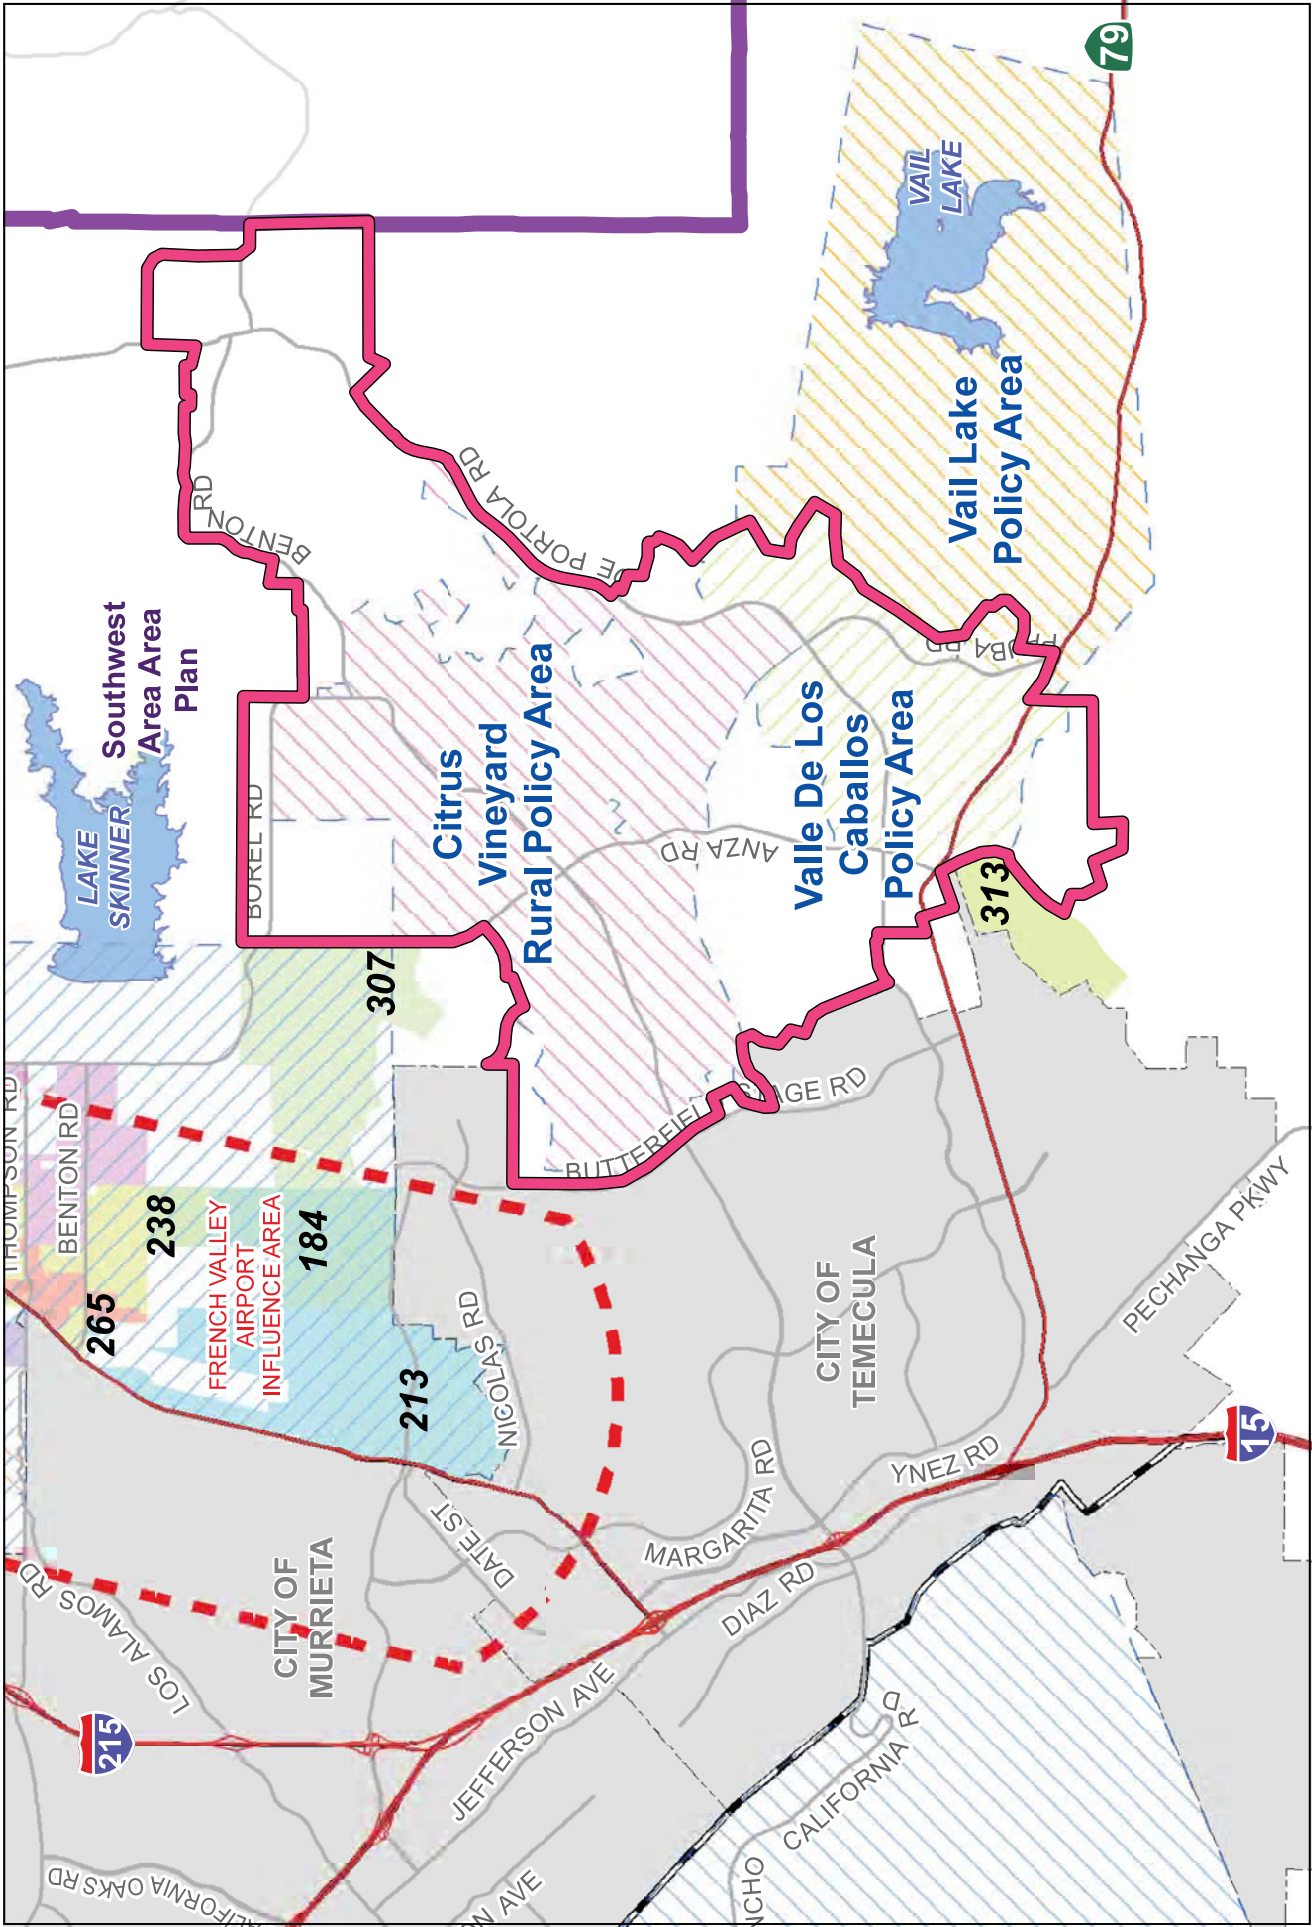 79
VAIL
LAKE
Vail Lake
Policy Area
DE PORTOLA RD
BENTON RD
Southwest
Area Area
Plan
LAKE
SKINNER
BOREL RD
Citrus
Vineyard
Rural Policy Area
Valle De Los
Caballos
Policy Area
ANZA RD
313
307
BUTTERFIEL
AGE RD
RD
BENTON RD
238
184
265
213
FRENCH VALLEY
AIRPORT
INFLUENCE AREA
NICOLAS RD
CITY OF
TEMECULA
PECHANGA PKWY
15
YNEZ RD
MARGARITA RD
DATE ST
DIAZ RD
CITY OF
MURRIETA
LOS ALAMOS RD
215
JEFFERSON AVE
CALIFORNIA RD
CALIFORNIA OAKS RD
AVE